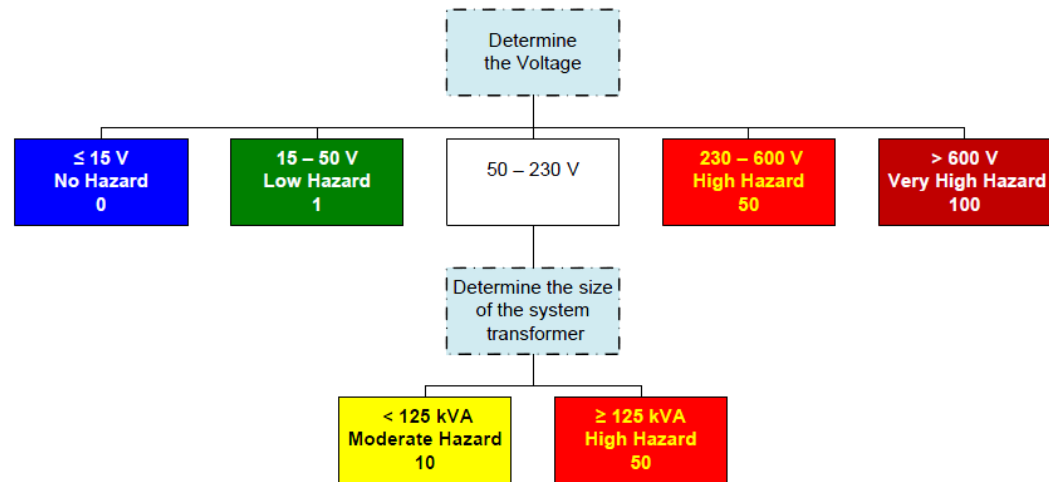 Determine
the Voltage
≤ 15 V
No Hazard
0
15 – 50 V
Low Hazard
1
50 – 230 V
230 – 600 V
High Hazard
50
> 600 V
Very High Hazard
100
Determine the size
of the system
transformer
< 125 kVA
Moderate Hazard
10
≥ 125 kVA
High Hazard
50